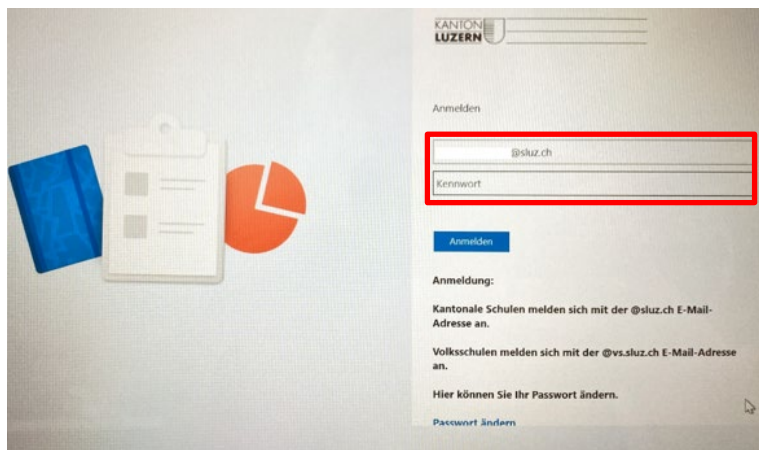 KANTON
LUZERN
Anmelden
@sluz.ch
Kennwort
Anmelden
Anmeldung:
Kantonale Schulen melden sich mit der @sluz.ch E-Mail-
Adresse an.
Volksschulen melden sich mit der @vs.sluz.ch E-Mail-Adresse
an.
Hier können Sie Ihr Passwort ändern.
Passwort ändern